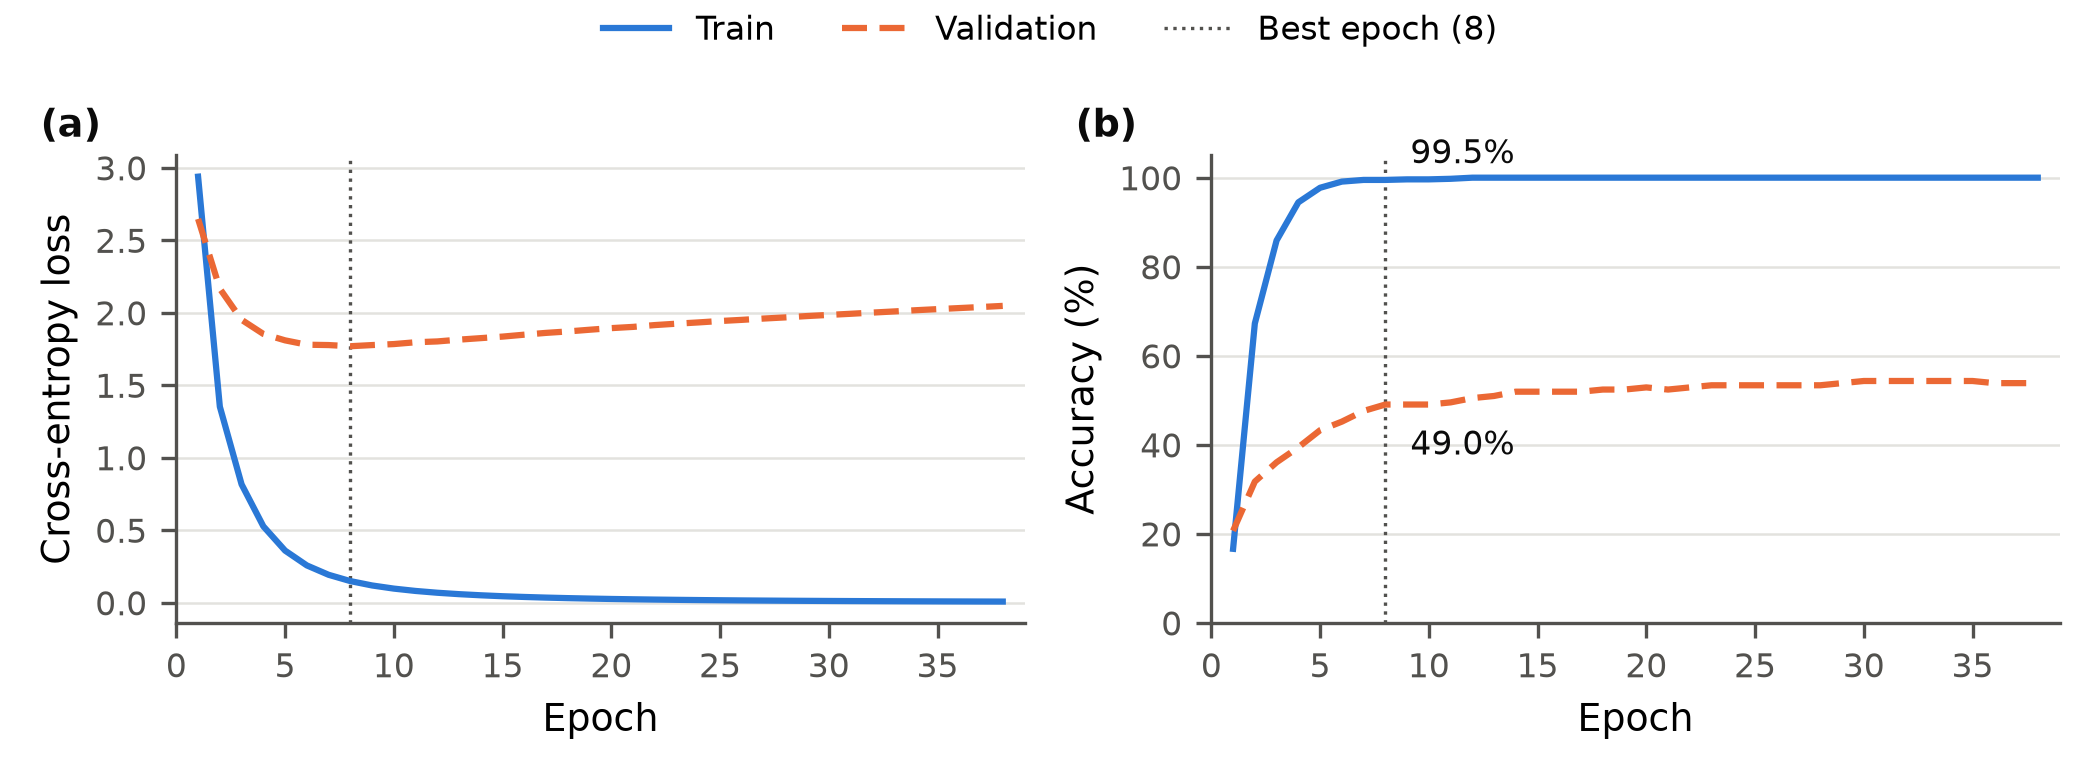 Train Validation Best epoch (8)
(a)
Cross-entropy loss
3.0
2.5
2.0
1.5
1.0
0.5
0.0
0 5 10 15 20 25 30 35
Epoch
(b)
Accuracy (%)
100
80
60
40
20
0
99.5%
49.0%
0 5 10 15 20 25 30 35
Epoch